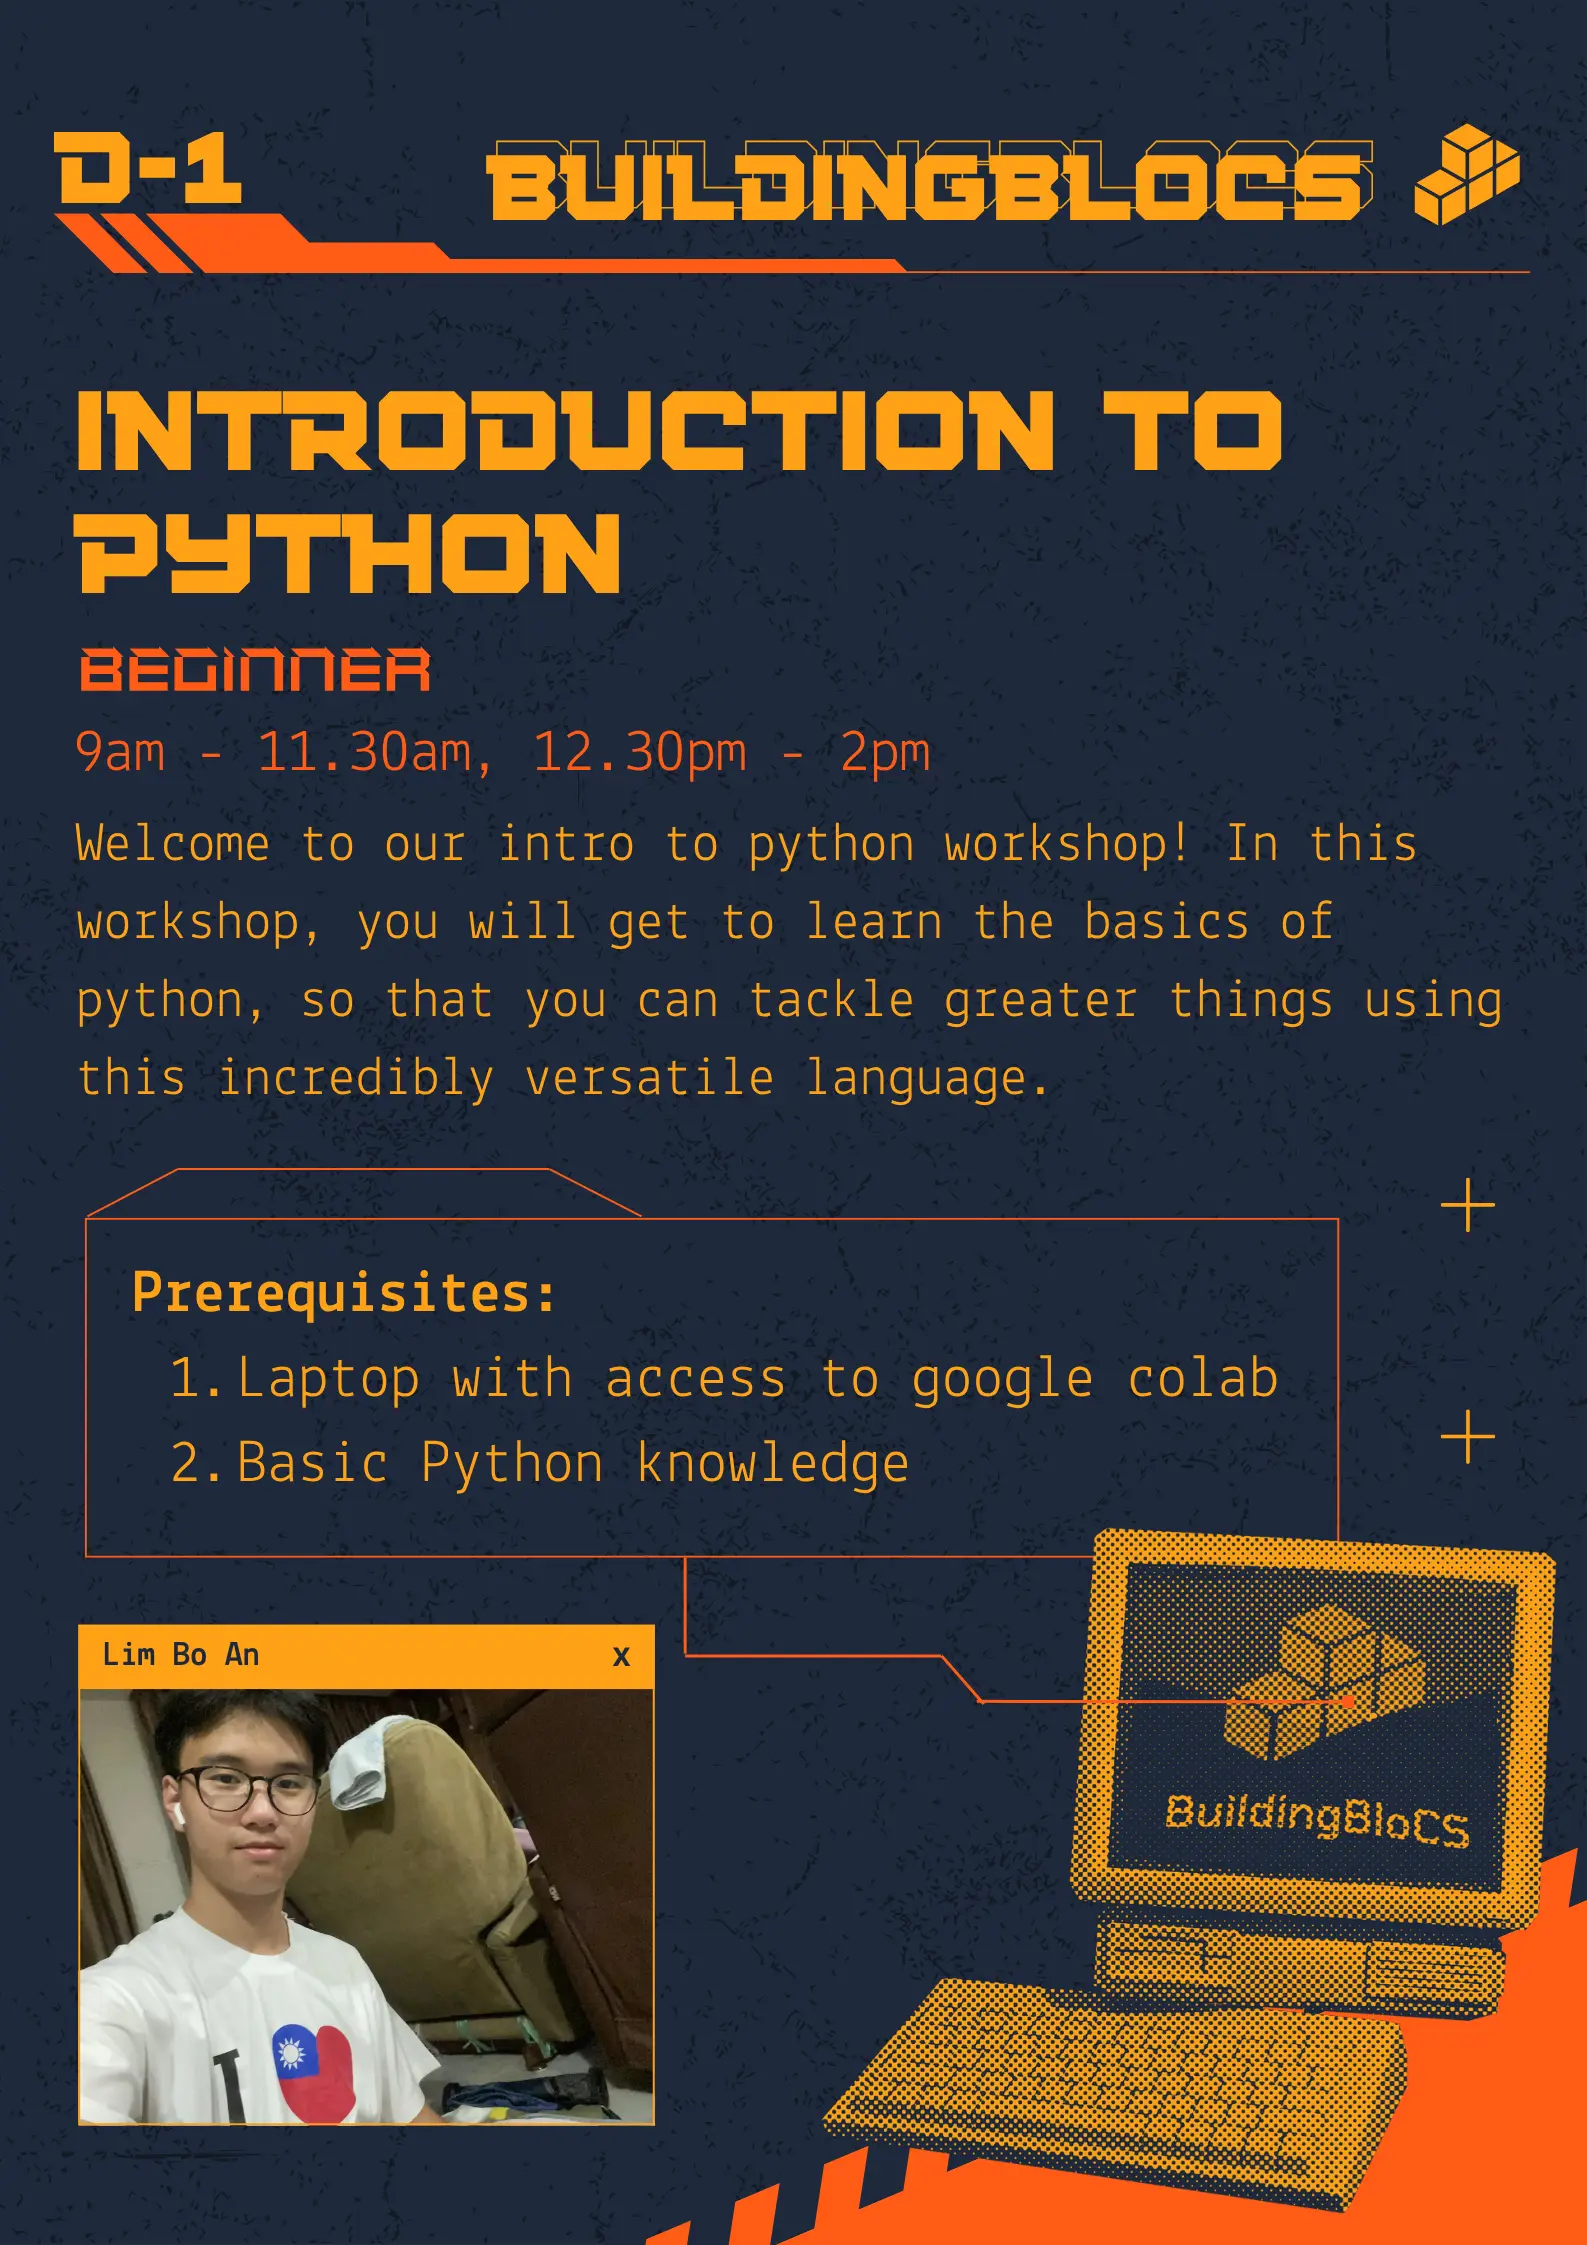 D-1
BUILDINGBLOCS
INTRODUCTION TO
PYTHON
BEGINNER
9am - 11.30am, 12.30pm - 2pm
Welcome to our intro to python workshop! In this
workshop, you will get to learn the basics of
python, so that you can tackle greater things using
this incredibly versatile language.
Prerequisites:
1. Laptop with access to google colab
2. Basic Python knowledge
Lim Bo An x
I
BuildingBloCS